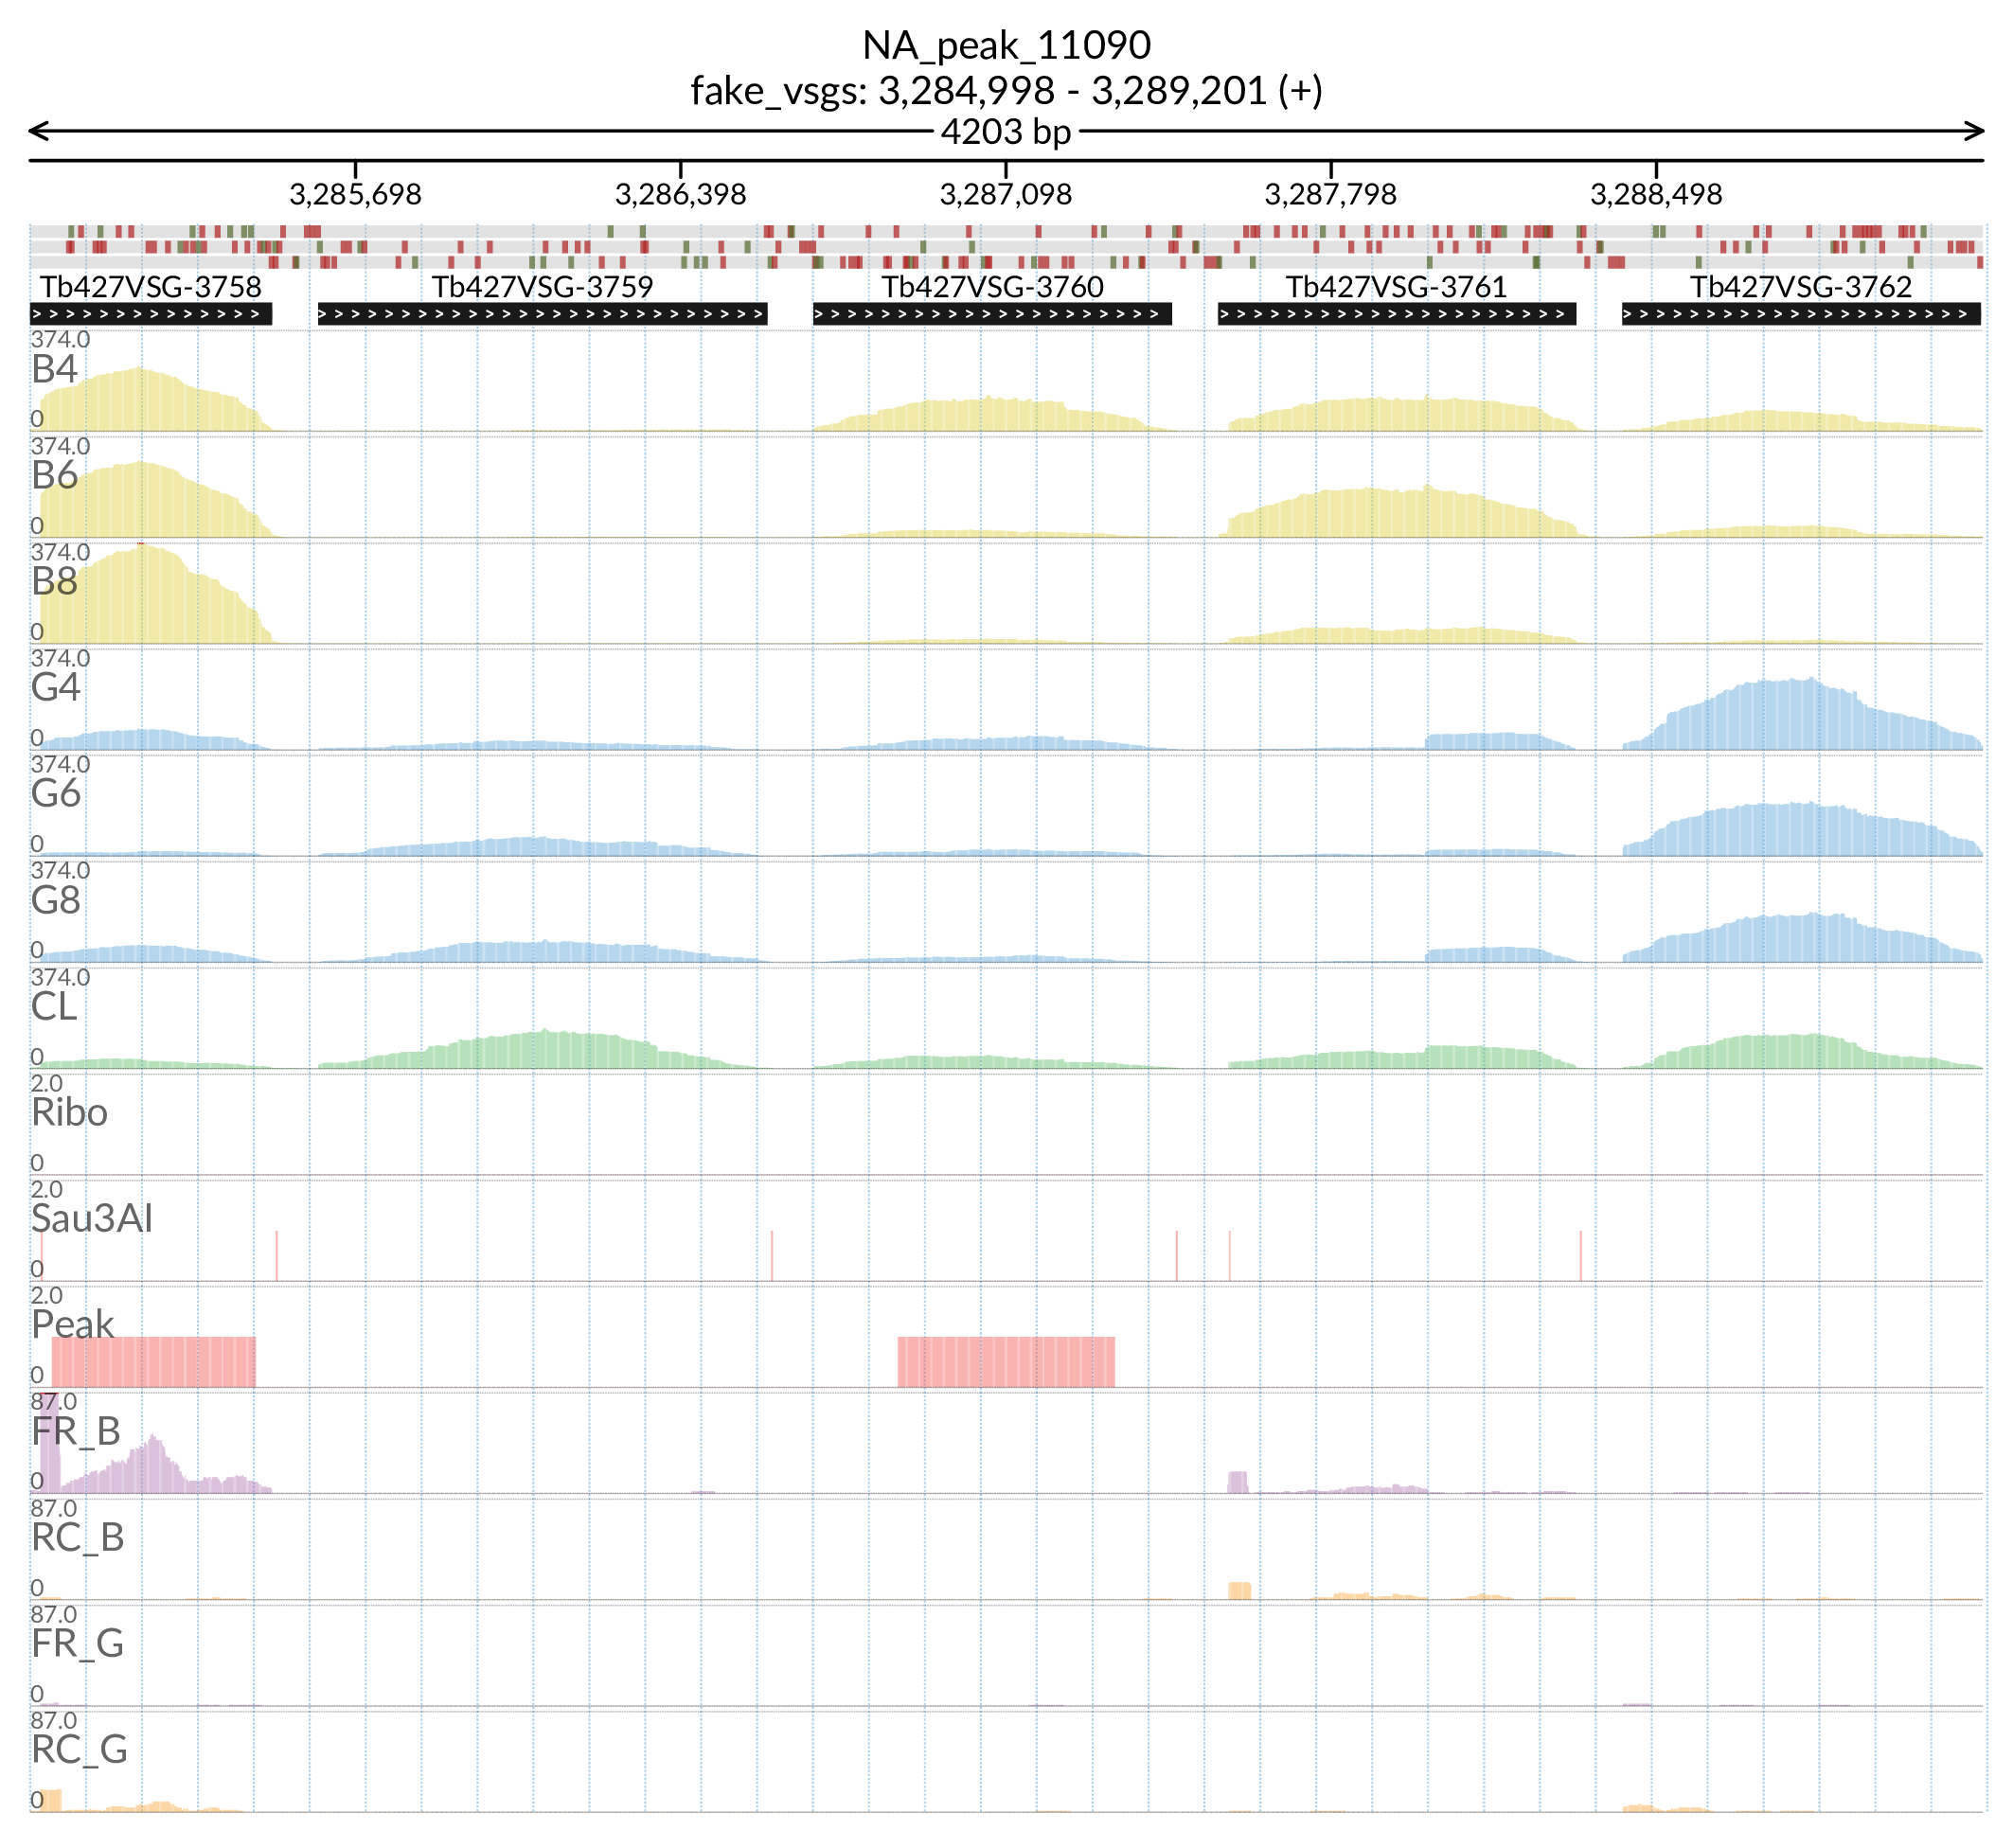 NA_peak_11090
fake_vsgs: 3,284,998 - 3,289,201 (+)
4203 bp
3,285,698 3,286,398 3,287,098 3,287,798 3,288,498
Tb427VSG-3758 Tb427VSG-3759 Tb427VSG-3760 Tb427VSG-3761 Tb427VSG-3762
374.0
B4
0
374.0
B6
0
374.0
B8
0
374.0
G4
0
374.0
G6
0
374.0
G8
0
374.0
CL
0
2.0
Ribo
0
2.0
Sau3AI
0
2.0
Peak
0
87.0
FR_B
0
87.0
RC_B
0
87.0
FR_G
0
87.0
RC_G
0